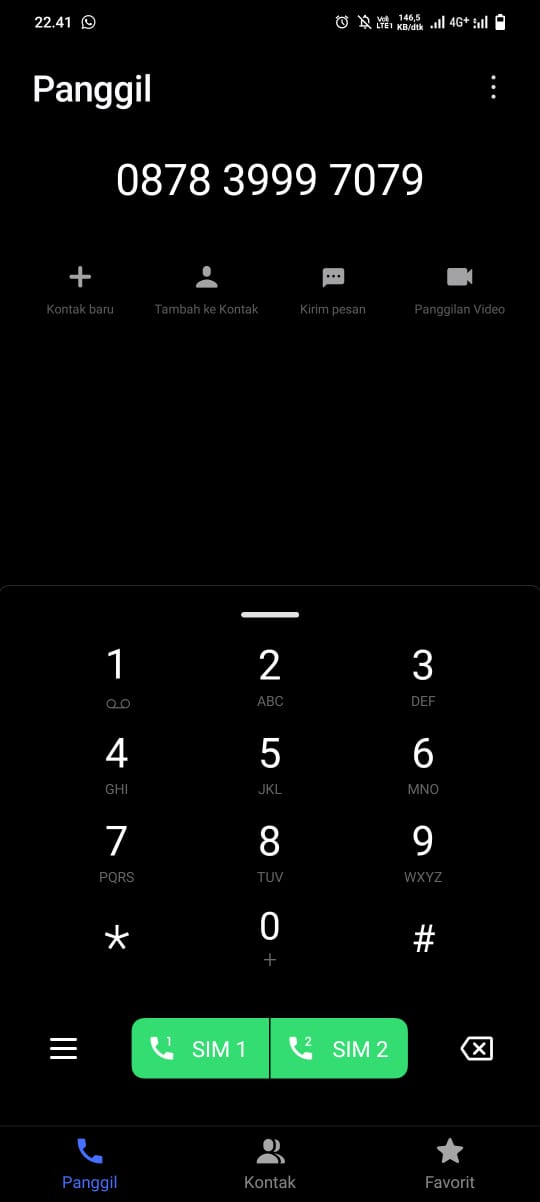 22.41 VoLTE1 146,5 KB/dtk 4G+
Panggil
0878 3999 7079
Kontak baru Tambah ke Kontak Kirim pesan Panggilan Video
1 2 3
ABC DEF
4 5 6
GHI JKL MNO
7 8 9
PQRS TUV WXYZ
* 0 #
+
1 SIM 1 2 SIM 2
Panggil Kontak Favorit